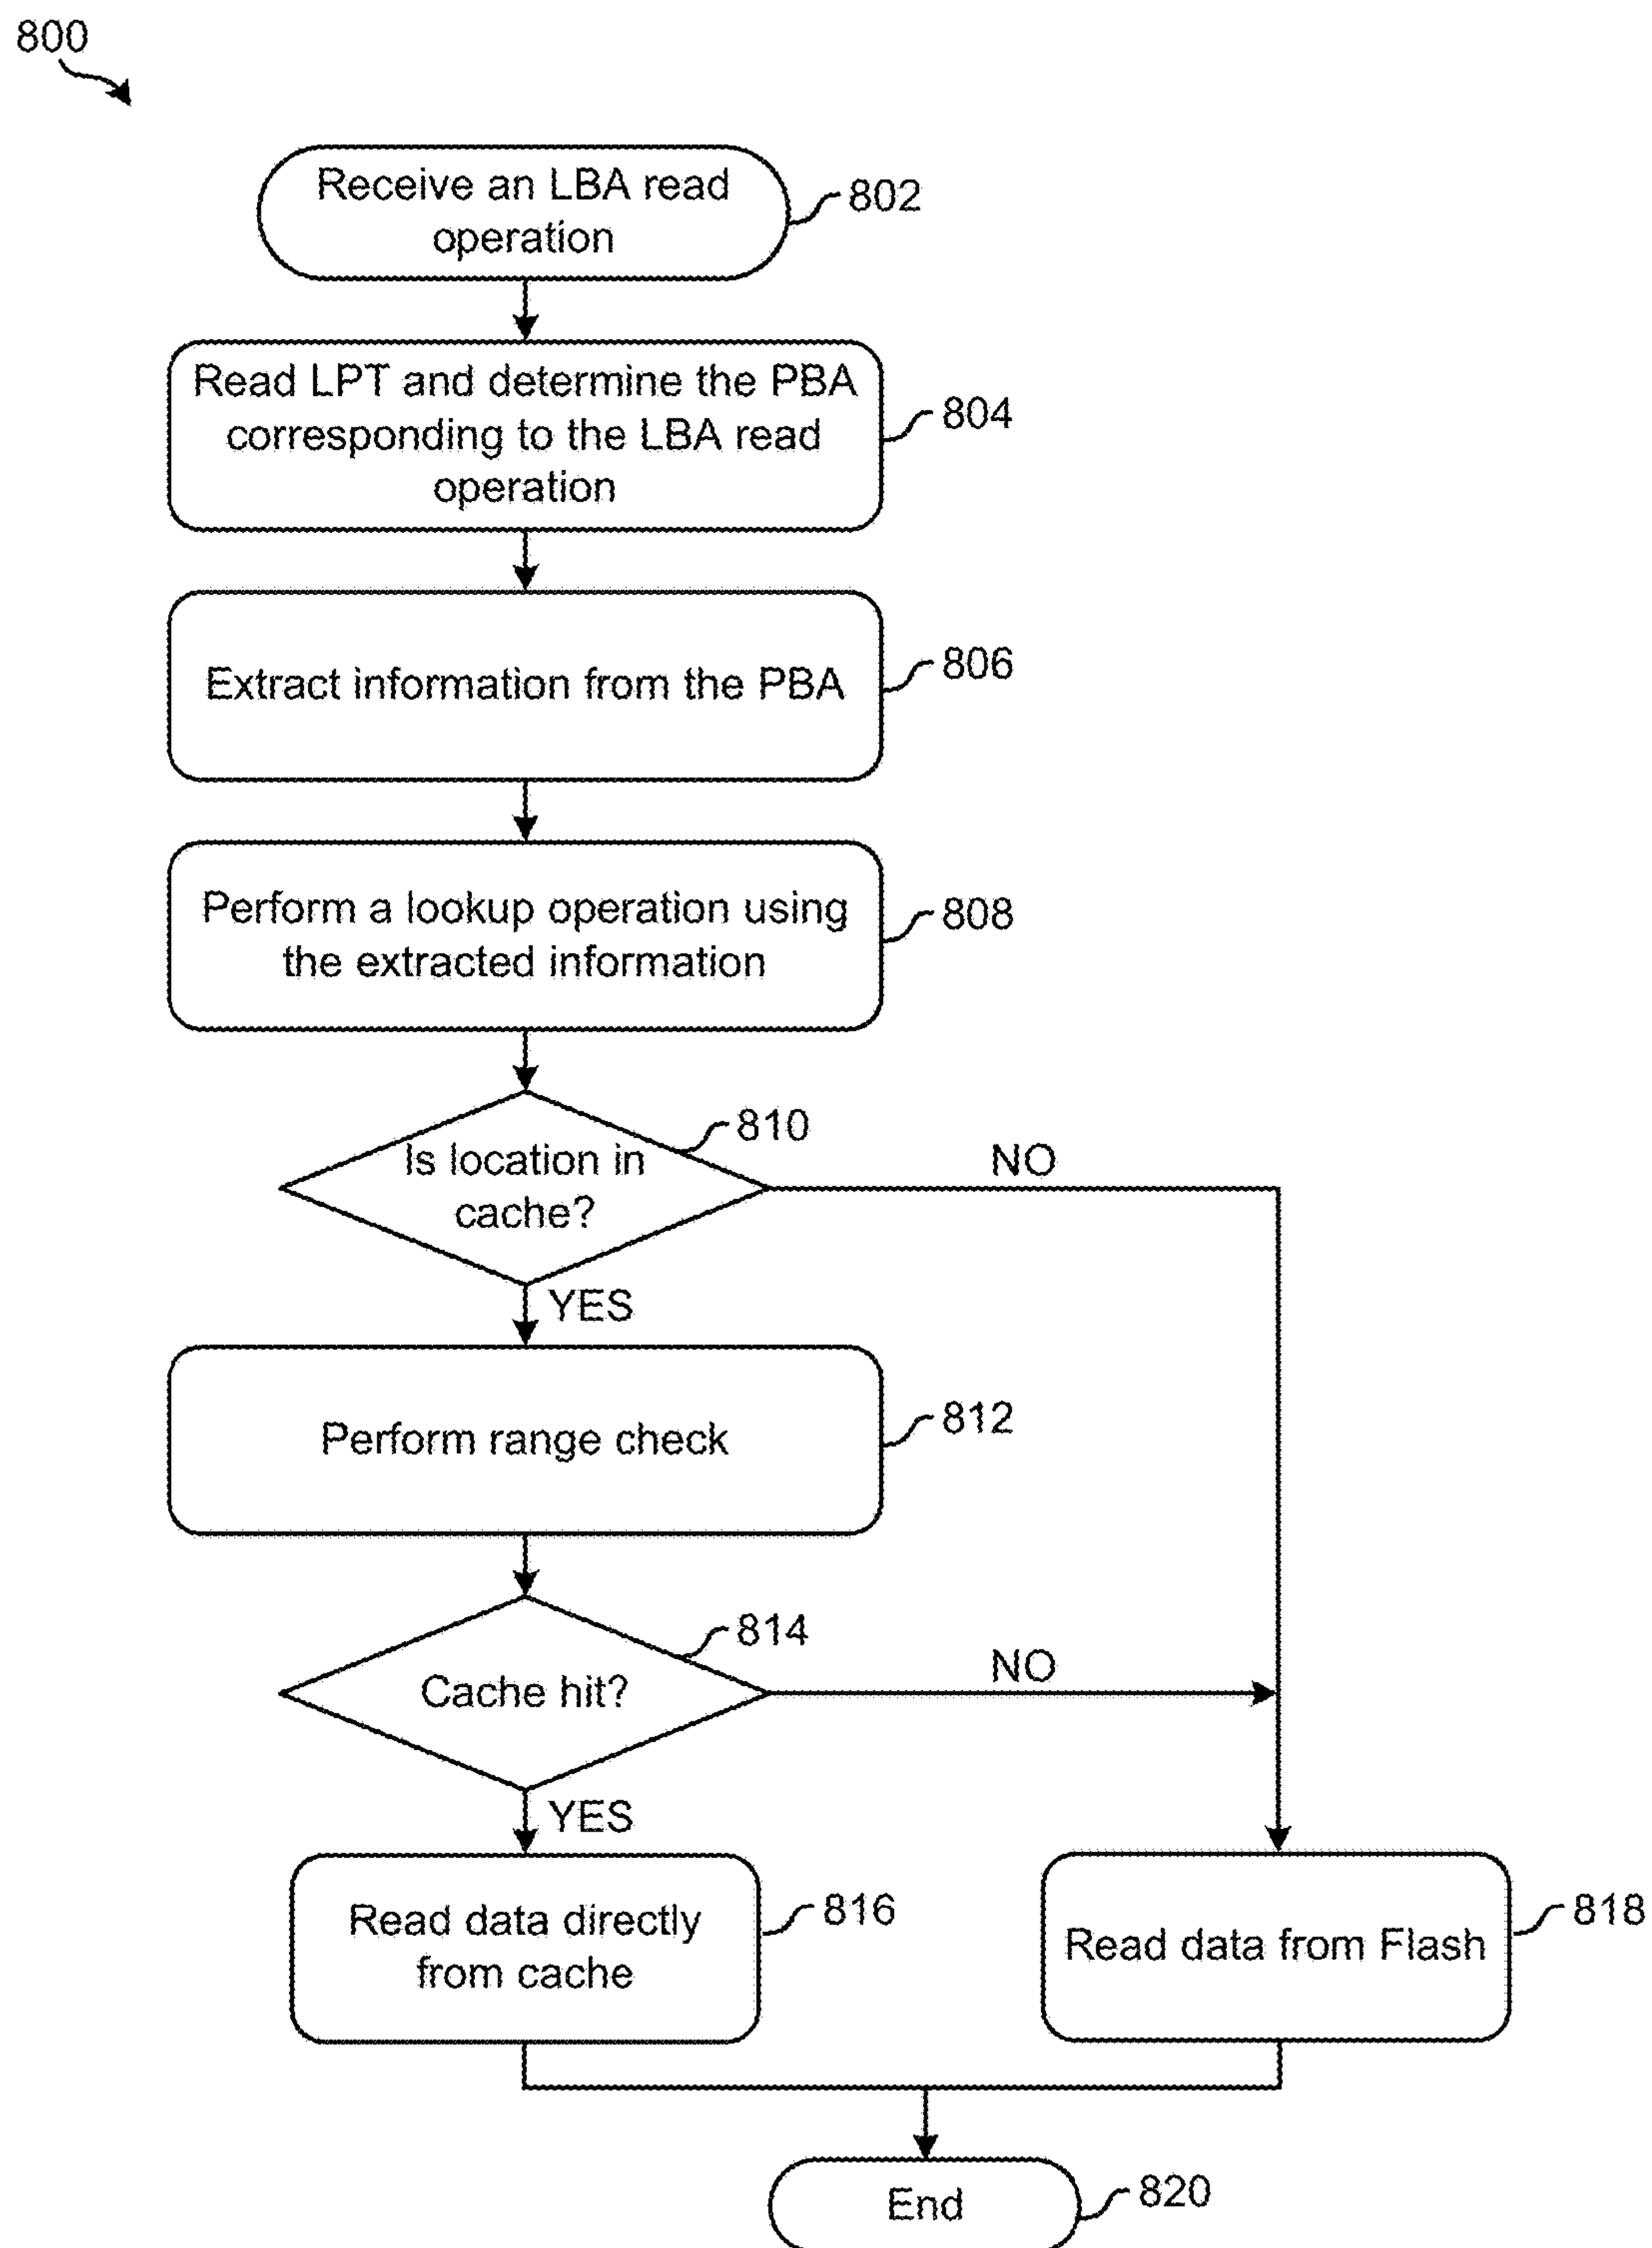 800
Receive an LBA read
operation
802
Read LPT and determine the PBA
corresponding to the LBA read
operation
804
Extract information from the PBA
806
Perform a lookup operation using
the extracted information
808
810
Is location in
cache?
NO
YES
Perform range check
812
814
Cache hit?
NO
YES
Read data directly
from cache
816
Read data from Flash
818
End
820